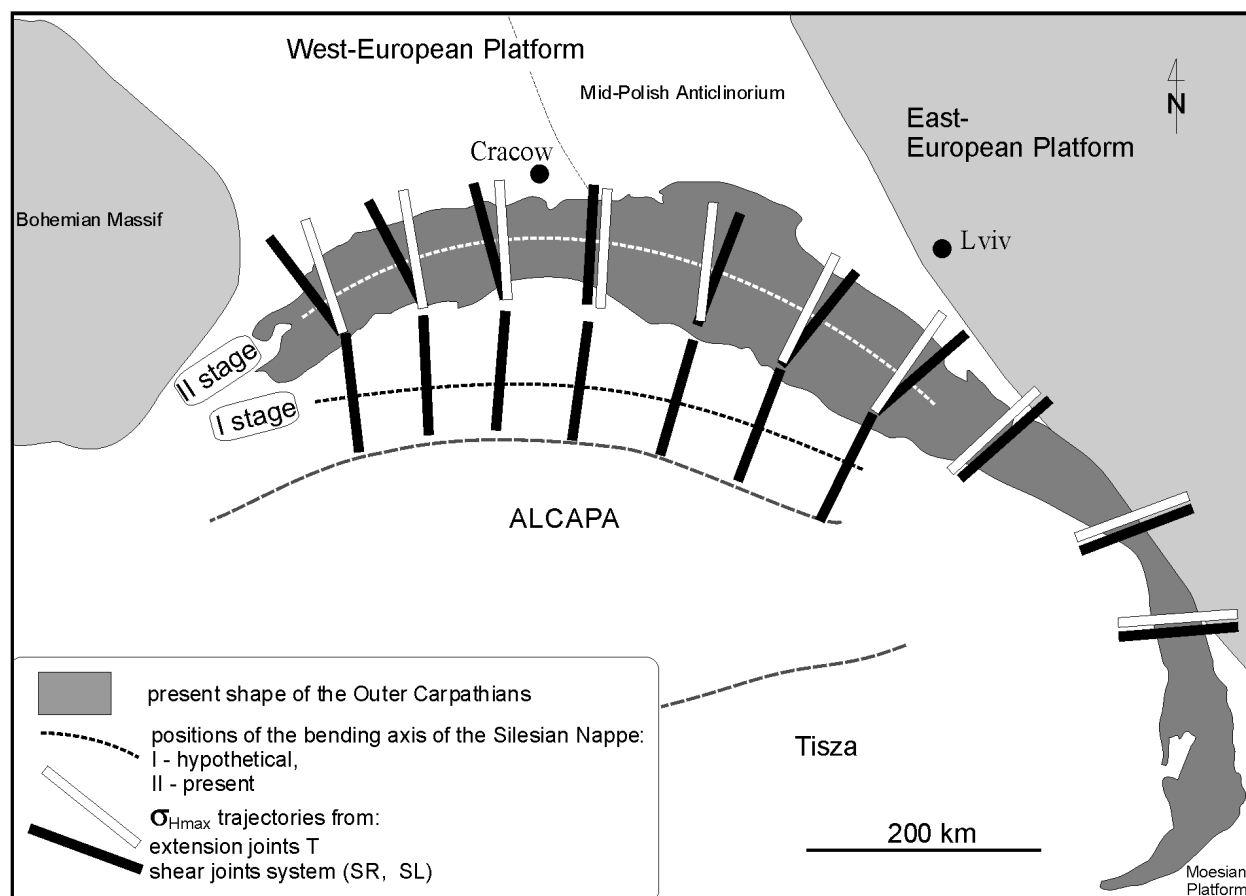 West-European Platform
Mid-Polish Anticlinorium
N
East-
European Platform
Cracow
Bohemian Massif
Lviv
II stage
I stage
ALCAPA
present shape of the Outer Carpathians
positions of the bending axis of the Silesian Nappe:
I - hypothetical,
II - present
σHmax trajectories from:
extension joints T
shear joints system (SR, SL)
Tisza
200 km
Moesian
Platform